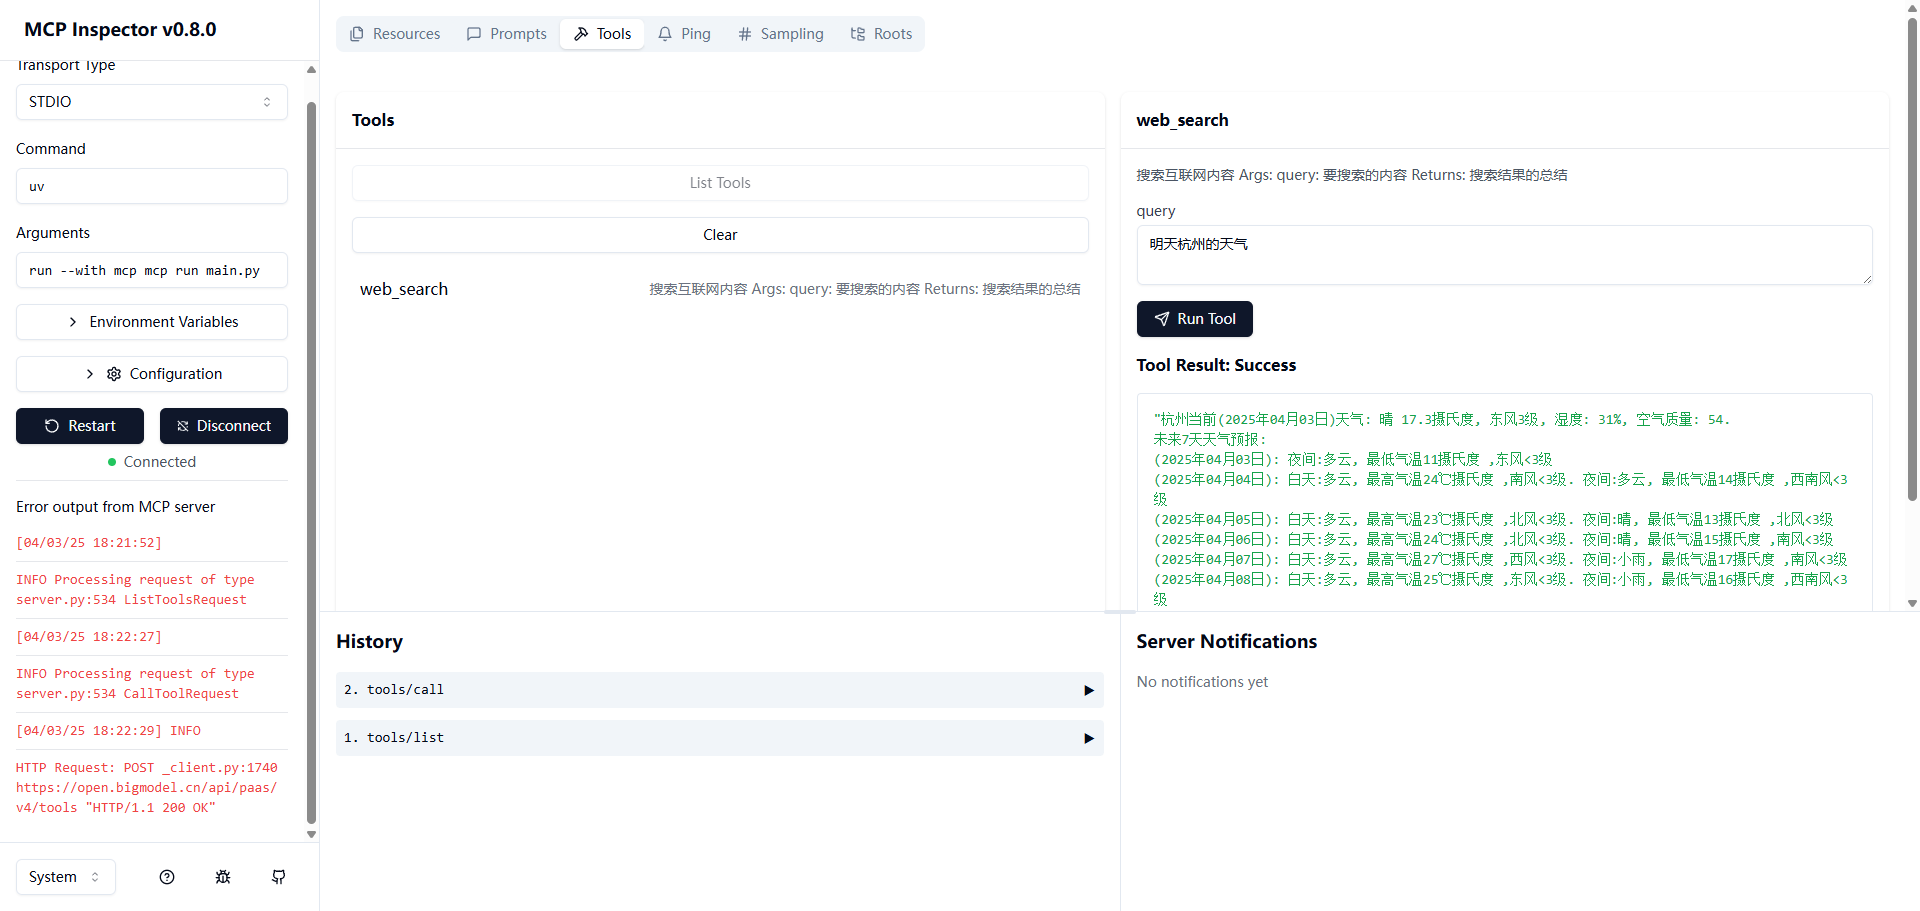 MCP Inspector v0.8.0
Transport Type
STDIO
Command
uv
Arguments
run --with mcp mcp run main.py
Environment Variables
Configuration
Restart
Disconnect
Connected
Error output from MCP server
[04/03/25 18:21:52]
INFO Processing request of type
server.py:534 ListToolsRequest
[04/03/25 18:22:27]
INFO Processing request of type
server.py:534 CallToolRequest
[04/03/25 18:22:29] INFO
HTTP Request: POST _client.py:1740
https://open.bigmodel.cn/api/paas/
v4/tools "HTTP/1.1 200 OK"
System
Resources
Prompts
Tools
Ping
Sampling
Roots
Tools
List Tools
Clear
web_search
搜索互联网内容 Args: query: 要搜索的内容 Returns: 搜索结果的总结
web_search
搜索互联网内容 Args: query: 要搜索的内容 Returns: 搜索结果的总结
query
明天杭州的天气
Run Tool
Tool Result: Success
"杭州当前(2025年04月03日)天气: 晴 17.3摄氏度, 东风3级, 湿度: 31%, 空气质量: 54.
未来7天天气预报:
(2025年04月03日): 夜间:多云, 最低气温11摄氏度 ,东风<3级
(2025年04月04日): 白天:多云, 最高气温24℃摄氏度 ,南风<3级. 夜间:多云, 最低气温14摄氏度 ,西南风<3
级
(2025年04月05日): 白天:多云, 最高气温23℃摄氏度 ,北风<3级. 夜间:晴, 最低气温13摄氏度 ,北风<3级
(2025年04月06日): 白天:多云, 最高气温24℃摄氏度 ,北风<3级. 夜间:晴, 最低气温15摄氏度 ,南风<3级
(2025年04月07日): 白天:多云, 最高气温27℃摄氏度 ,西风<3级. 夜间:小雨, 最低气温17摄氏度 ,南风<3级
(2025年04月08日): 白天:多云, 最高气温25℃摄氏度 ,东风<3级. 夜间:小雨, 最低气温16摄氏度 ,西南风<3
级
History
2. tools/call
1. tools/list
Server Notifications
No notifications yet